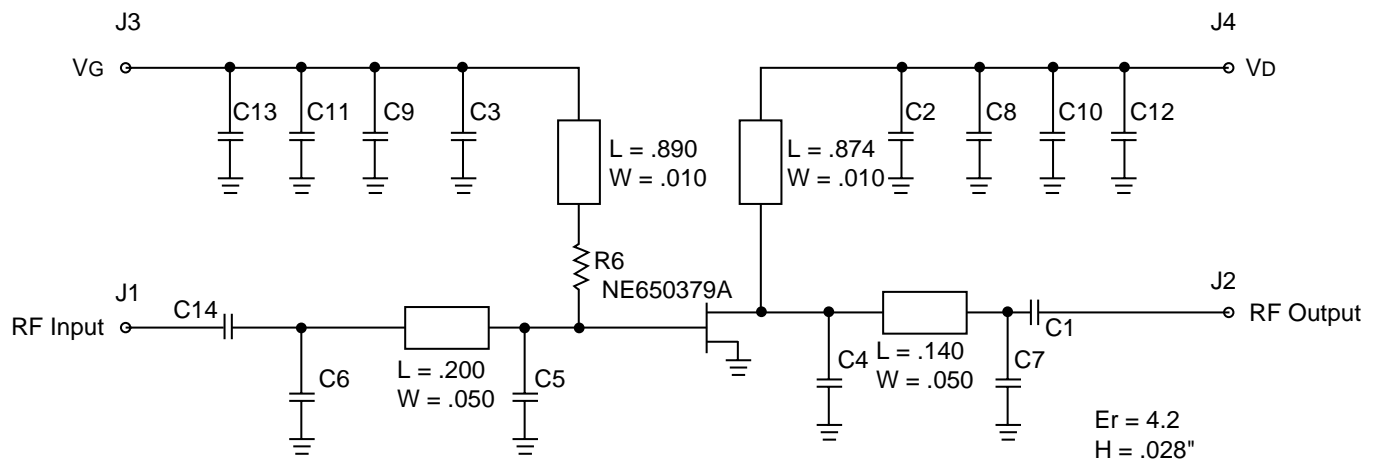 J3
J4
VG
VD
C13
C11
C9
C3
C2
C8
C10
C12
L = .890
W = .010
L = .874
W = .010
R6
NE650379A
J1
J2
C14
RF Input
RF Output
C1
C6
L = .200
W = .050
C5
C4
L = .140
W = .050
C7
Er = 4.2
H = .028"